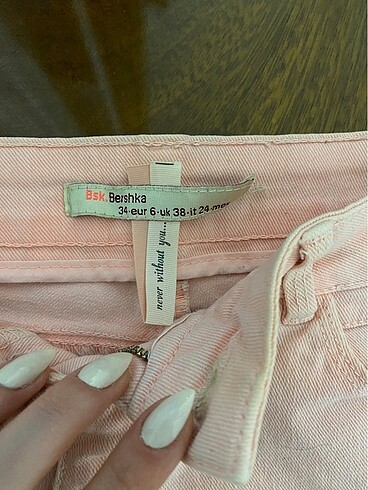 Bsk. Bershka
34·eur 6·uk 38·it 24·mex
never without you...